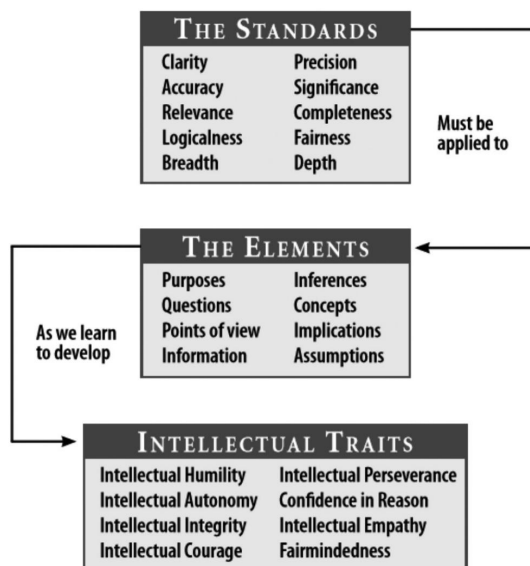 THE STANDARDS
Clarity Precision
Accuracy Significance
Relevance Completeness
Logicalness Fairness
Breadth Depth
Must be
applied to
THE ELEMENTS
Purposes Inferences
Questions Concepts
Points of view Implications
Information Assumptions
As we learn
to develop
INTELLECTUAL TRAITS
Intellectual Humility Intellectual Perseverance
Intellectual Autonomy Confidence in Reason
Intellectual Integrity Intellectual Empathy
Intellectual Courage Fairmindedness